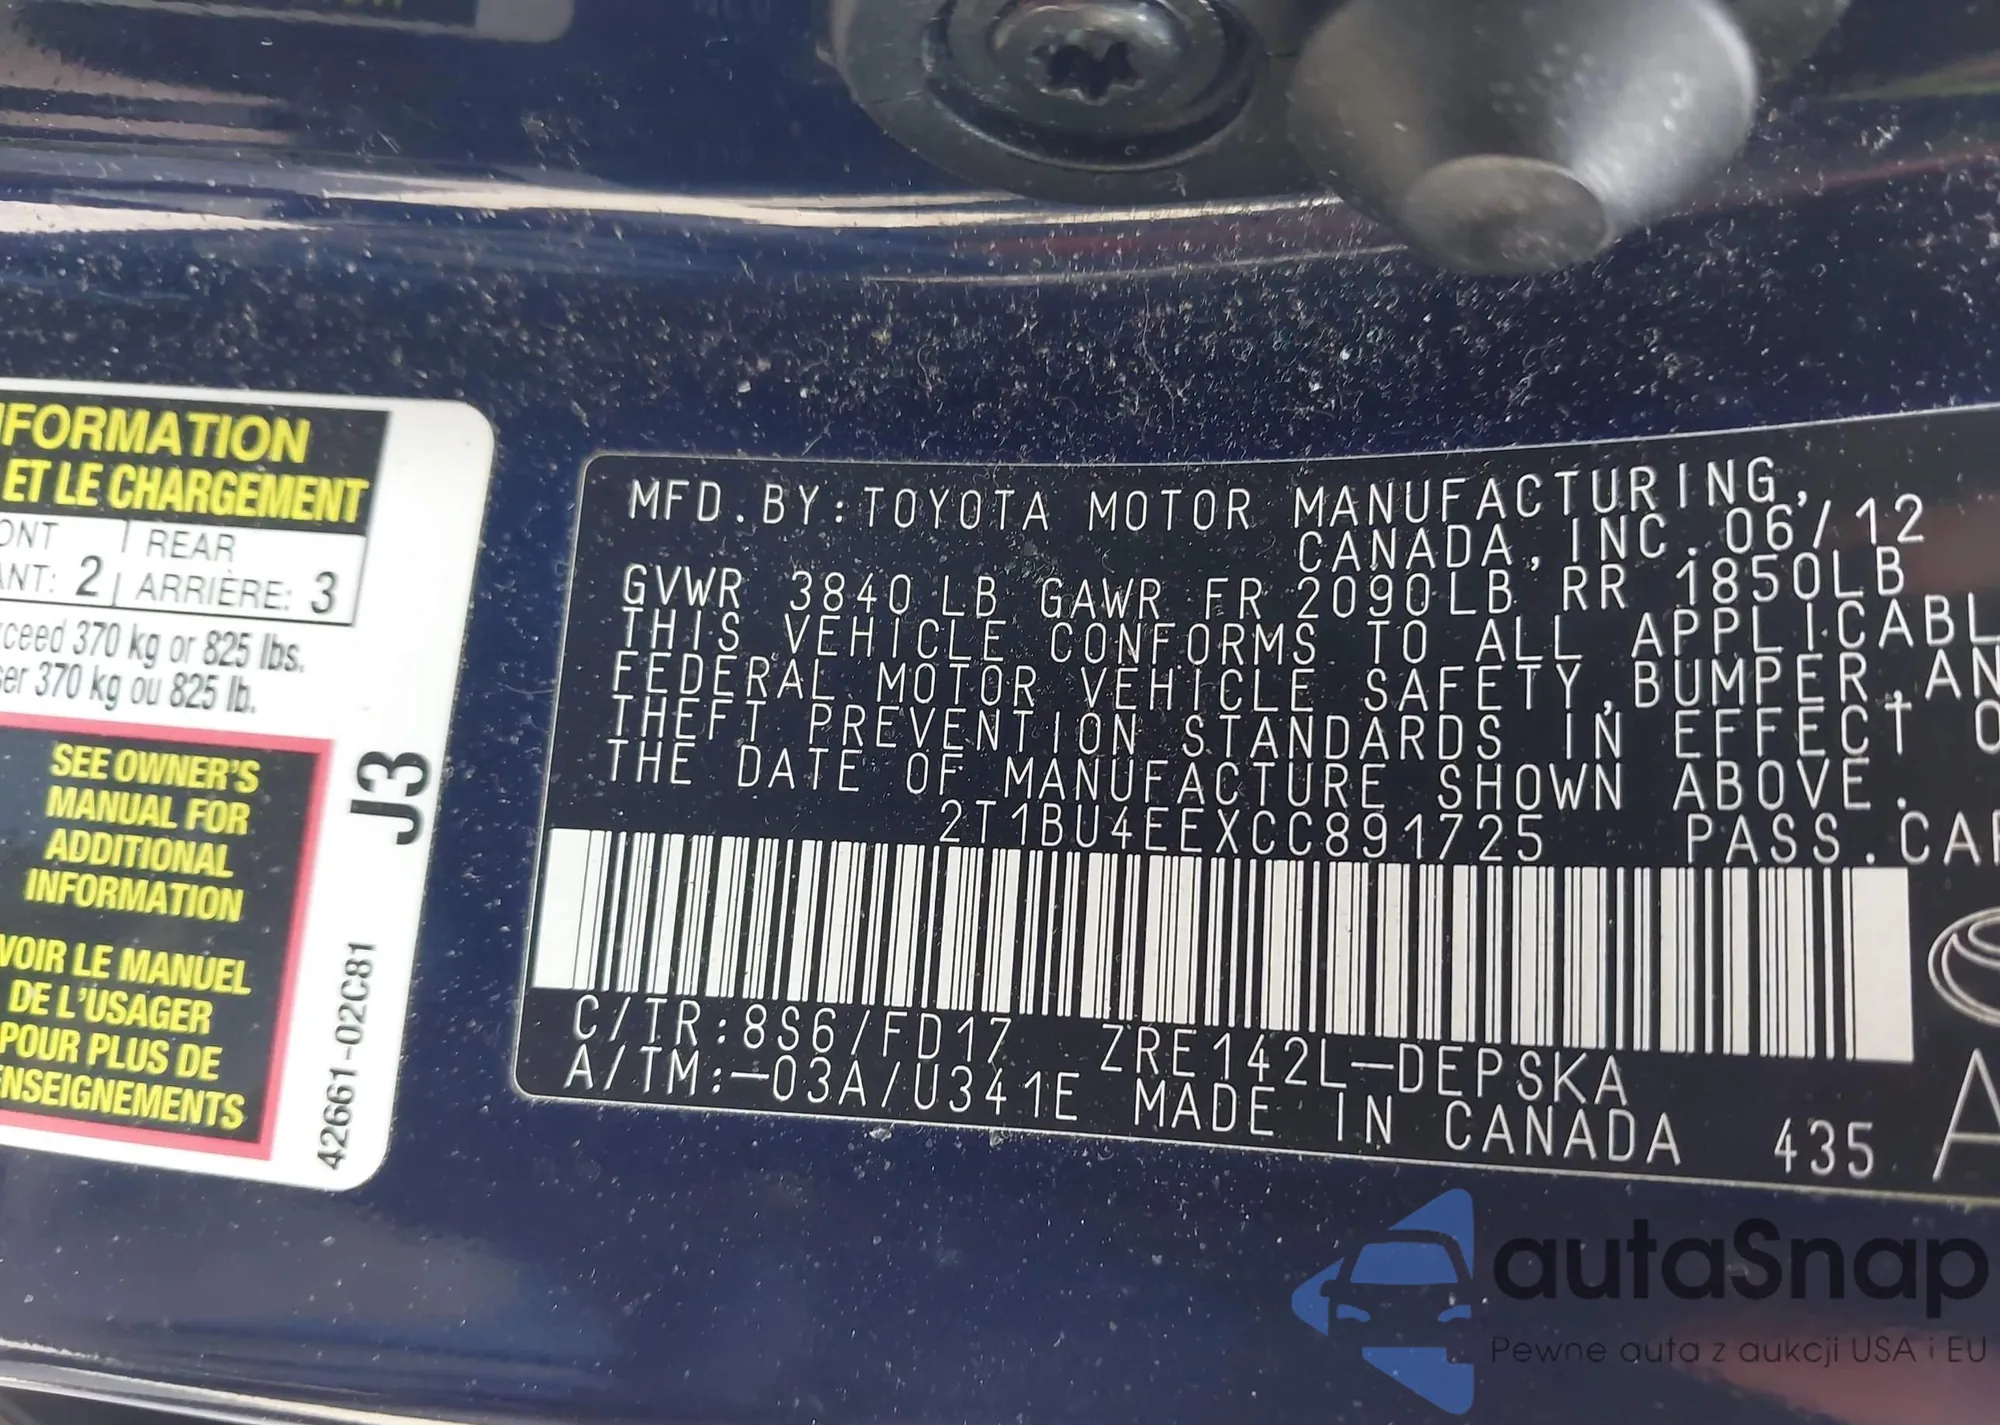 NFORMATION
ET LE CHARGEMENT
ONT REAR
ANT: 2 ARRIÈRE: 3
xceed 370 kg or 825 lbs.
ser 370 kg ou 825 lb.
SEE OWNER'S
MANUAL FOR
ADDITIONAL
INFORMATION
VOIR LE MANUEL
DE L'USAGER
POUR PLUS DE
ENSEIGNEMENTS
J3
42661-02C81
MFD.BY:TOYOTA MOTOR MANUFACTURING,
CANADA,INC. 06/12
GVWR 3840LB GAWR FR 2090LB RR 1850LB
THIS VEHICLE CONFORMS TO ALL APPLICABL
FEDERAL MOTOR VEHICLE SAFETY,BUMPER,AN
THEFT PREVENTION STANDARDS IN EFFECT O
THE DATE OF MANUFACTURE SHOWN ABOVE.
2T1BU4EEXCC891725 PASS.CAR
C/TR:8S6/FD17 ZRE142L-DEPSKA
A/TM:-03A/U341E MADE IN CANADA 435
A
autaSnap
Pewne auta z aukcji USA i EU